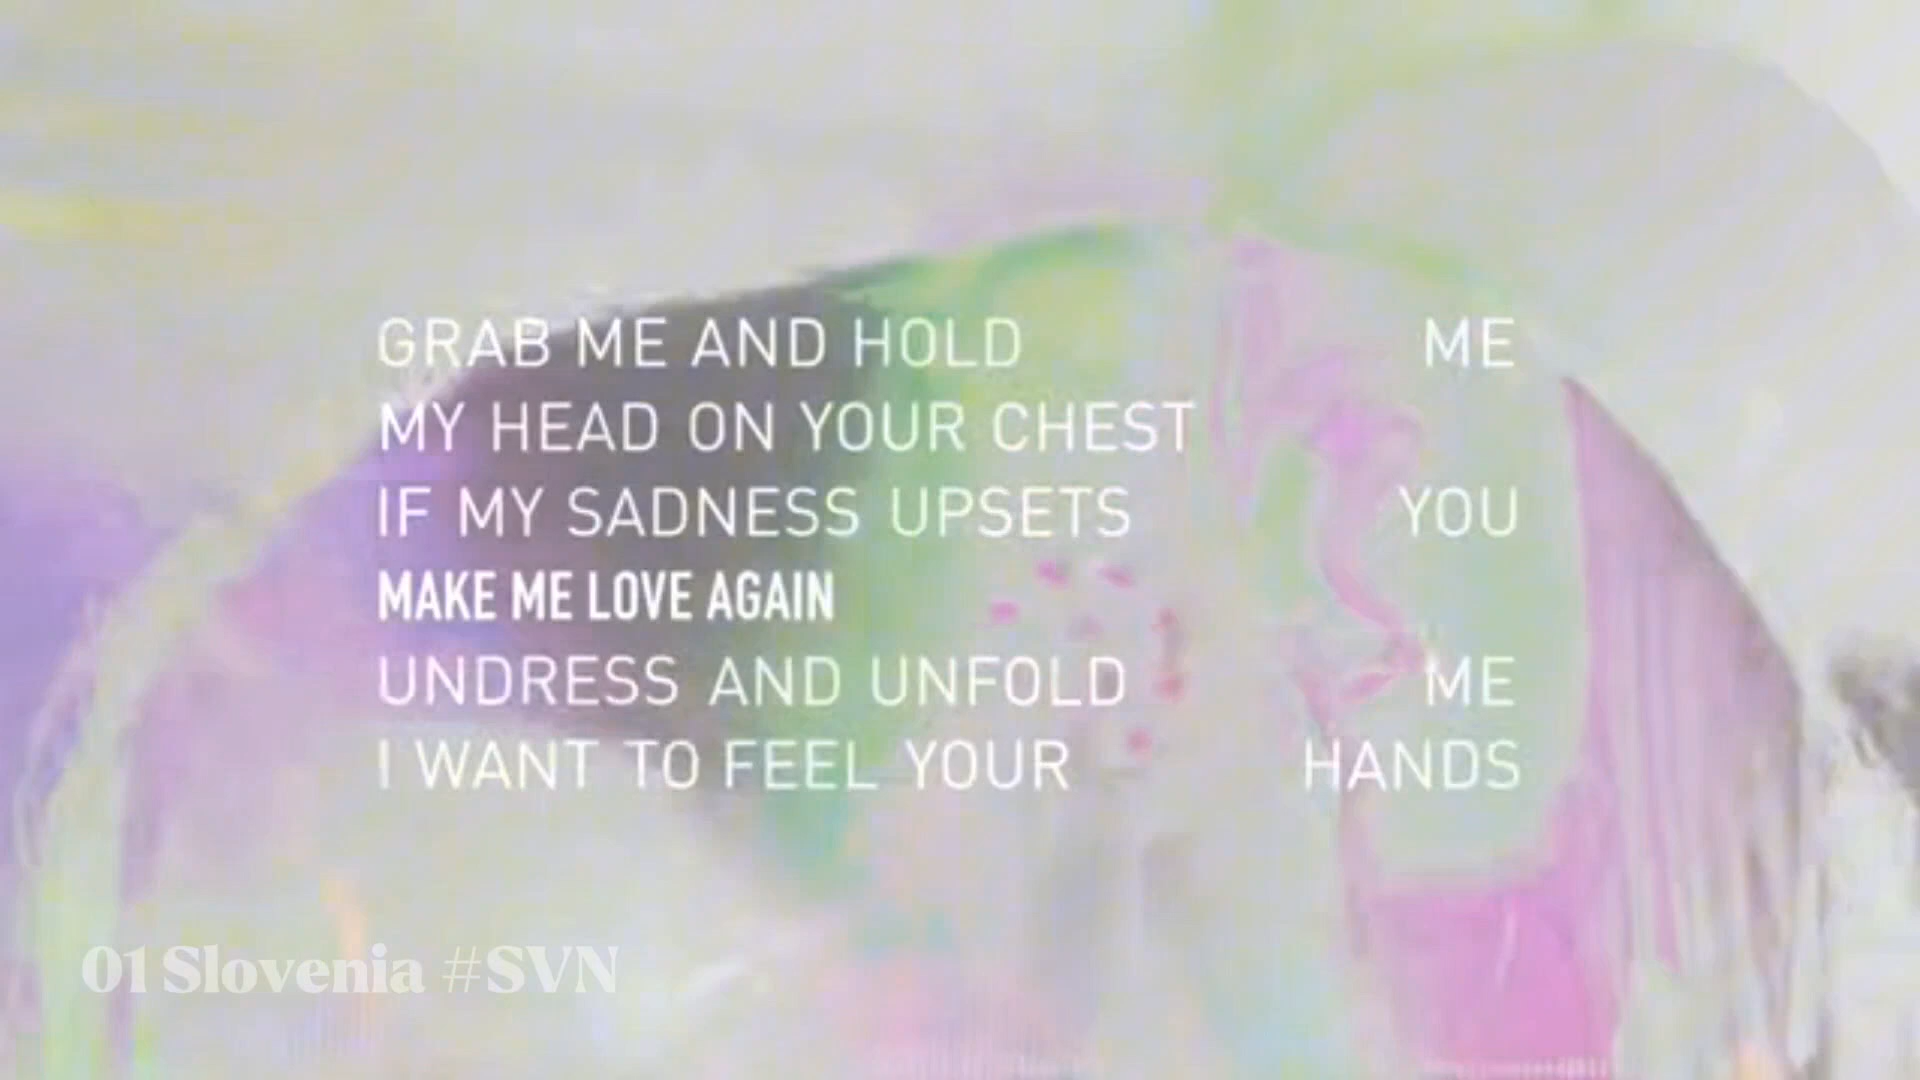 GRAB ME AND HOLD ME
MY HEAD ON YOUR CHEST
IF MY SADNESS UPSETS YOU
MAKE ME LOVE AGAIN
UNDRESS AND UNFOLD ME
I WANT TO FEEL YOUR HANDS
01 Slovenia #SVN